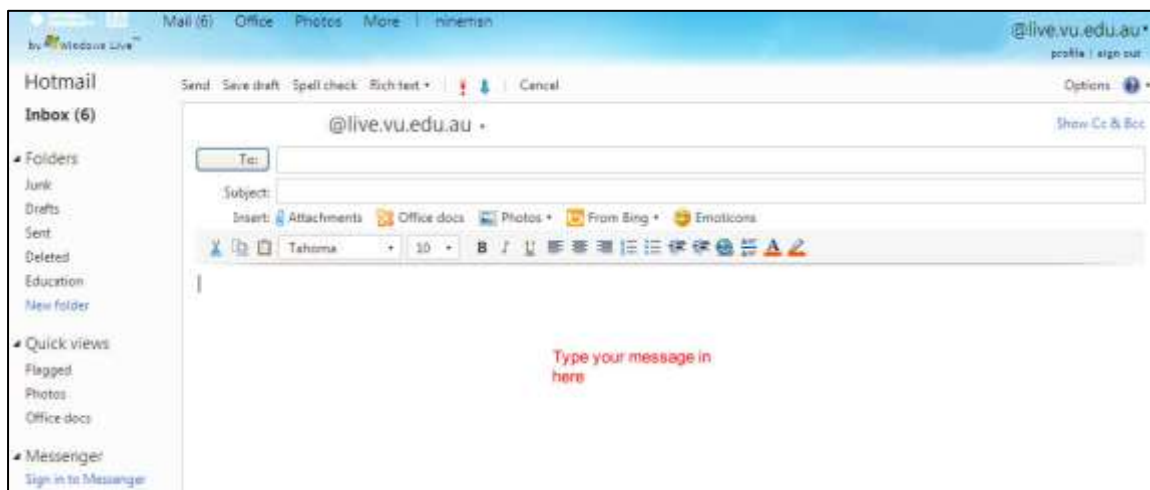 Mail (6) Office Photos More | ninemsn
by Windows Live™
@live.vu.edu.au
profile | sign out
Hotmail
Send Save draft Spell check Rich text Cancel
Options
Inbox (6)
@live.vu.edu.au
Show Cc & Bcc
Folders
To:
Junk
Subject:
Drafts
Insert: Attachments Office docs Photos From Bing Emoticons
Sent
Tahoma 10 B I U A
Deleted
Education
New folder
Quick views
Flagged
Photos
Office docs
Type your message in
here
Messenger
Sign in to Messenger